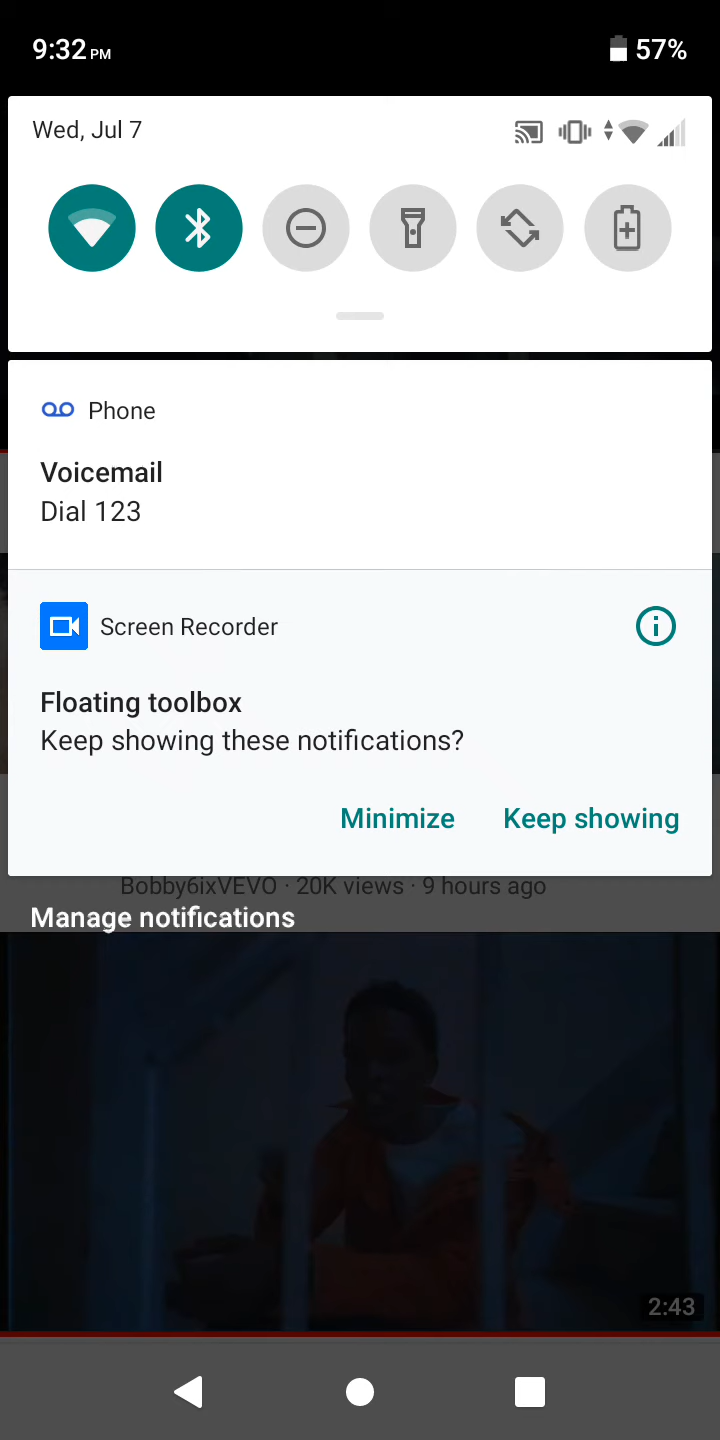 9:32 PM 57%
Wed, Jul 7
Phone
Voicemail
Dial 123
Screen Recorder
Floating toolbox
Keep showing these notifications?
Minimize Keep showing
Bobby6ixVEVO · 20K views · 9 hours ago
Manage notifications
2:43